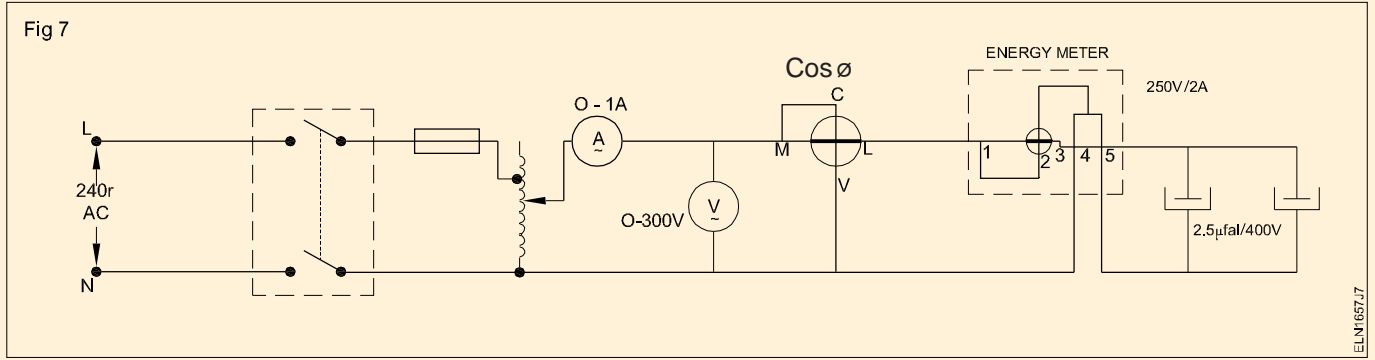 Fig 7
ENERGY METER
Cos ø
250V/2A
C
O - 1A
L
A
~
M
L
1
2
3
4
5
240r
AC
V
O-300V
V
~
2.5µfal/400V
N
ELN1657J7